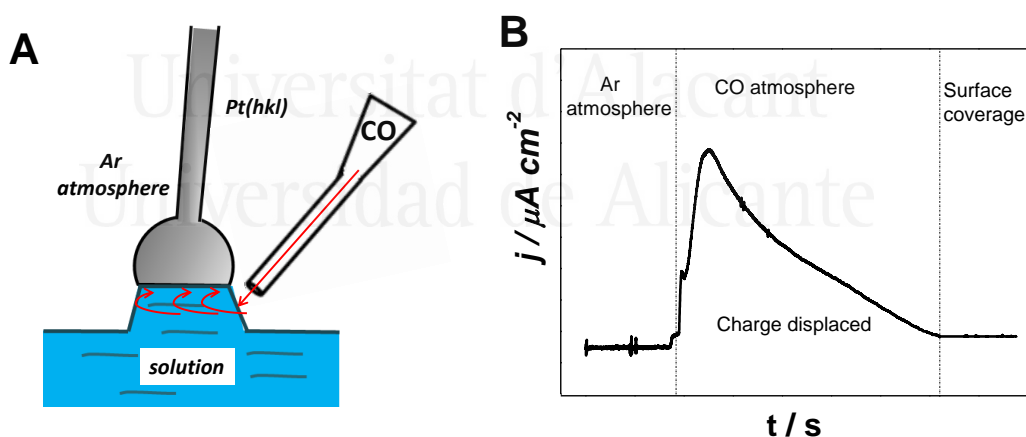 A
Universitat d'Alacant
Universidad de Alicante
Pt(hkl)
CO
Ar
atmosphere
solution
B
Ar
atmosphere
CO atmosphere
Surface
coverage
Charge displaced
j / μA cm⁻²
t / s